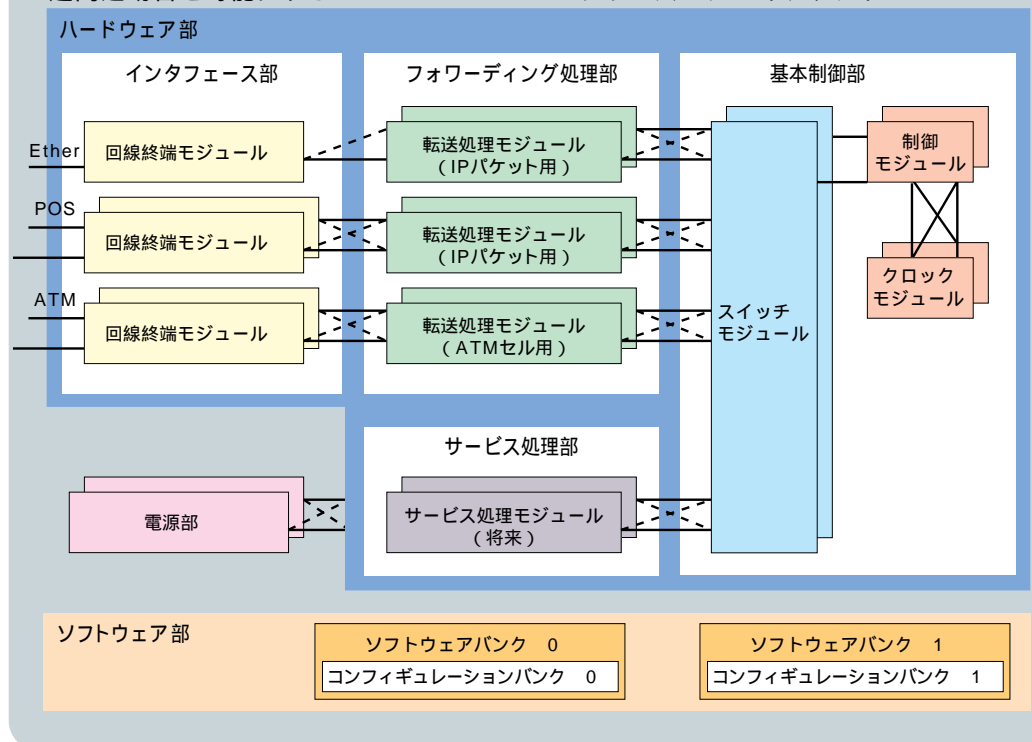 ハードウェア部
インタフェース部
フォワーディング処理部
基本制御部
Ether
回線終端モジュール
転送処理モジュール
（IPパケット用）
制御
モジュール
POS
回線終端モジュール
転送処理モジュール
（IPパケット用）
クロック
モジュール
ATM
回線終端モジュール
転送処理モジュール
（ATMセル用）
スイッチ
モジュール
サービス処理部
電源部
サービス処理モジュール
（将来）
ソフトウェア部
ソフトウェアバンク 0
コンフィギュレーションバンク 0
ソフトウェアバンク 1
コンフィギュレーションバンク 1